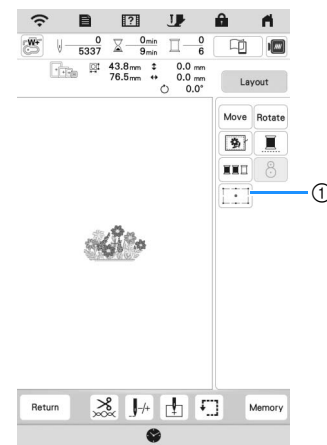 W+
0
5337
0min
9min
0
6
43.8mm
76.5mm
0.0 mm
0.0 mm
0.0°
Layout
Move
Rotate
8
①
Return
-/+
Memory